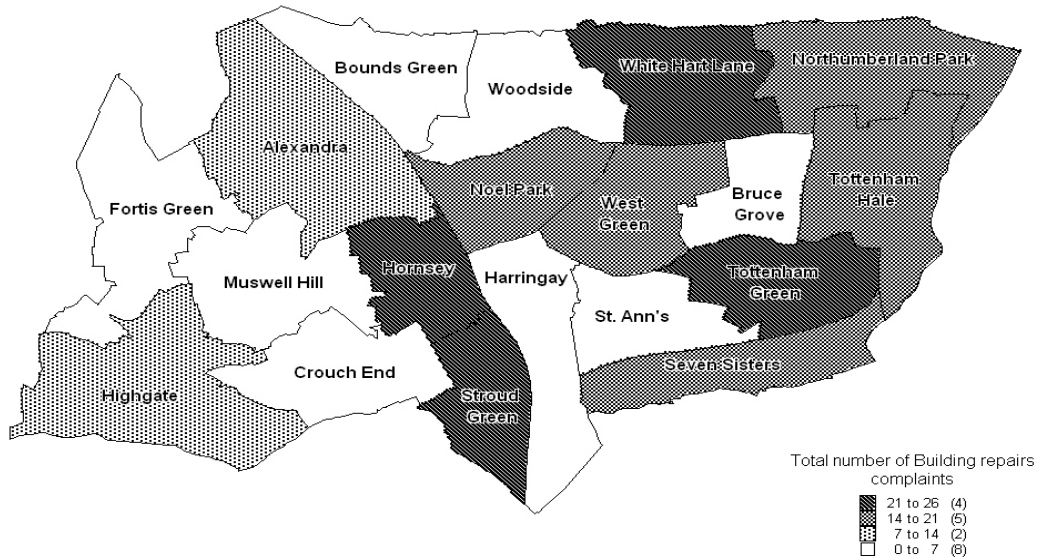 Bounds Green
White Hart Lane
Northumberland Park
Woodside
Alexandra
Noel Park
Tottenham
Hale
Bruce
Grove
West
Green
Fortis Green
Hornsey
Harringay
Tottenham
Green
Muswell Hill
St. Ann's
Crouch End
Seven Sisters
Highgate
Stroud
Green
Total number of Building repairs
complaints
21 to 26 (4)
14 to 21 (5)
7 to 14 (2)
0 to 7 (8)